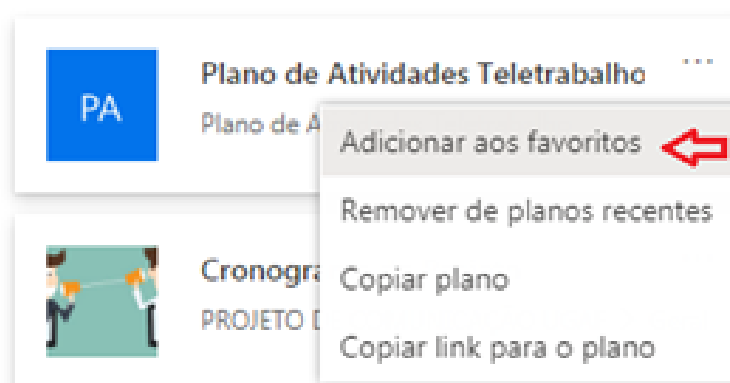 Plano de Atividades Teletrabalho ...
PA
Plano de A
Adicionar aos favoritos
Remover de planos recentes
Cronogra
Copiar plano
PROJETO D
Copiar link para o plano